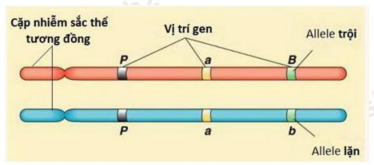 Cặp nhiễm sắc thể
tương đồng
Vị trí gen
Allele trội
P
a
B
P
a
b
Allele lặn